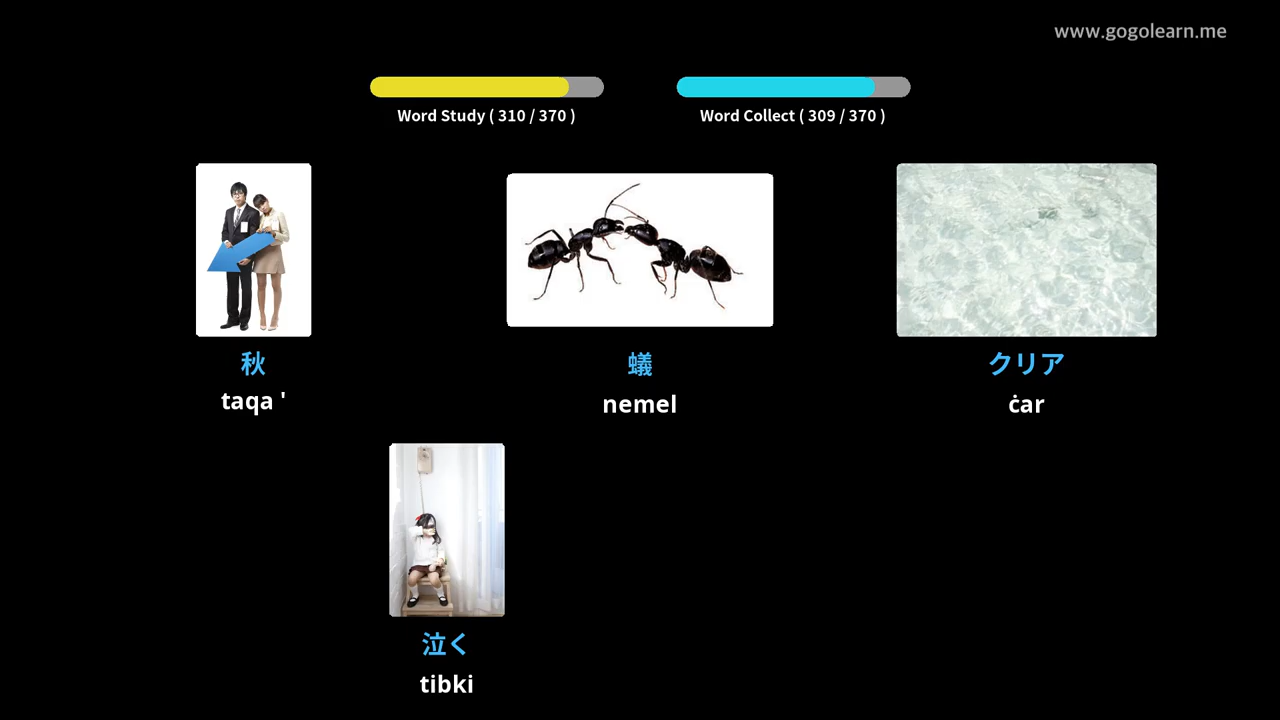 www.gogolearn.me
Word Study ( 310 / 370 )
Word Collect ( 309 / 370 )
秋
taqa '
蟻
nemel
クリア
ċar
泣く
tibki